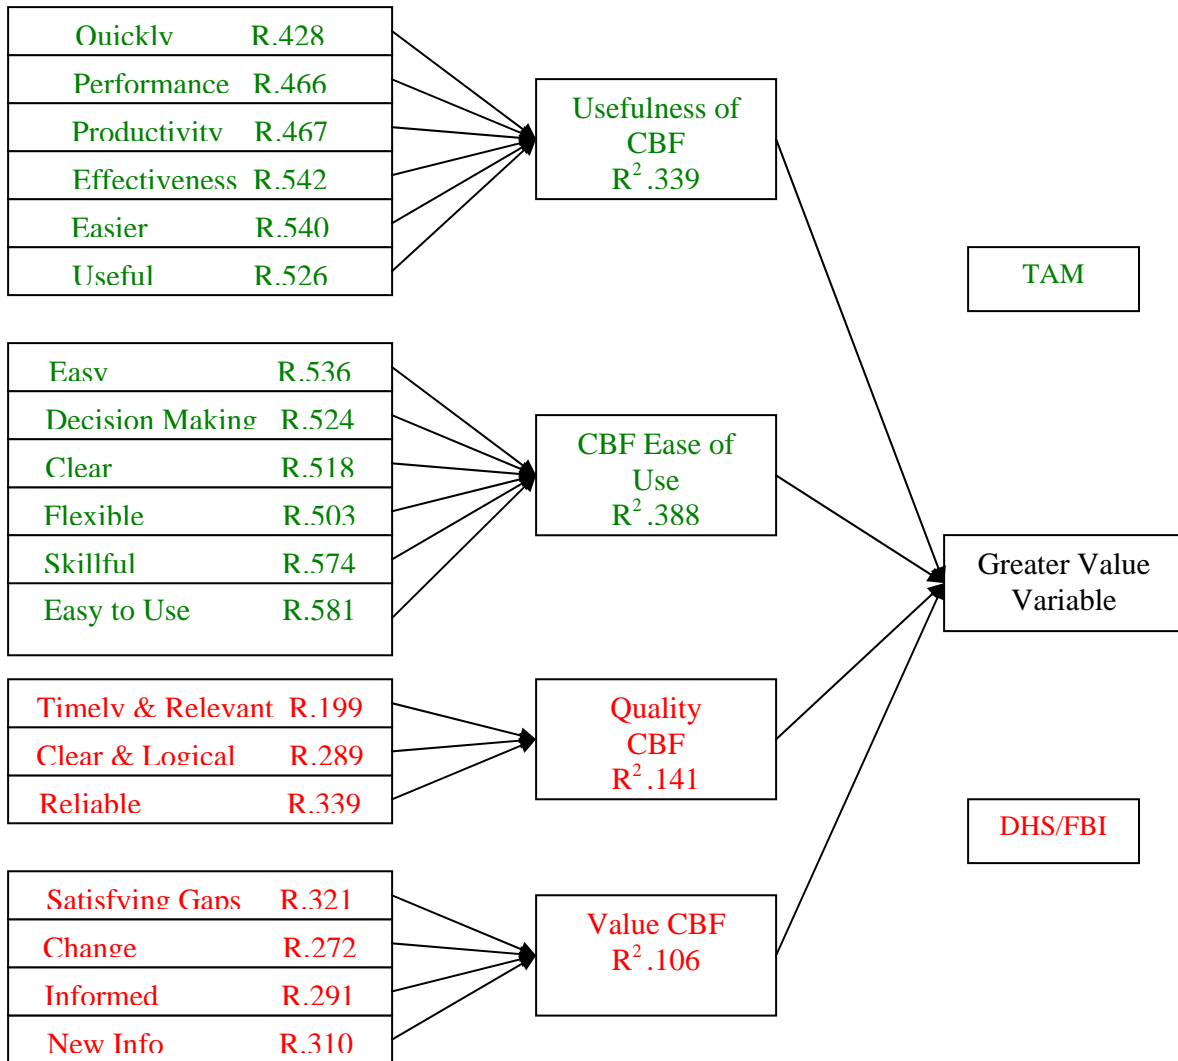 Quickly R.428
Performance R.466
Productivity R.467
Effectiveness R.542
Easier R.540
Useful R.526
Usefulness of
CBF
R² .339
TAM
Easy R.536
Decision Making R.524
Clear R.518
Flexible R.503
Skillful R.574
Easy to Use R.581
CBF Ease of
Use
R² .388
Greater Value
Variable
Timely & Relevant R.199
Clear & Logical R.289
Reliable R.339
Quality
CBF
R² .141
DHS/FBI
Satisfying Gaps R.321
Change R.272
Informed R.291
New Info R.310
Value CBF
R² .106